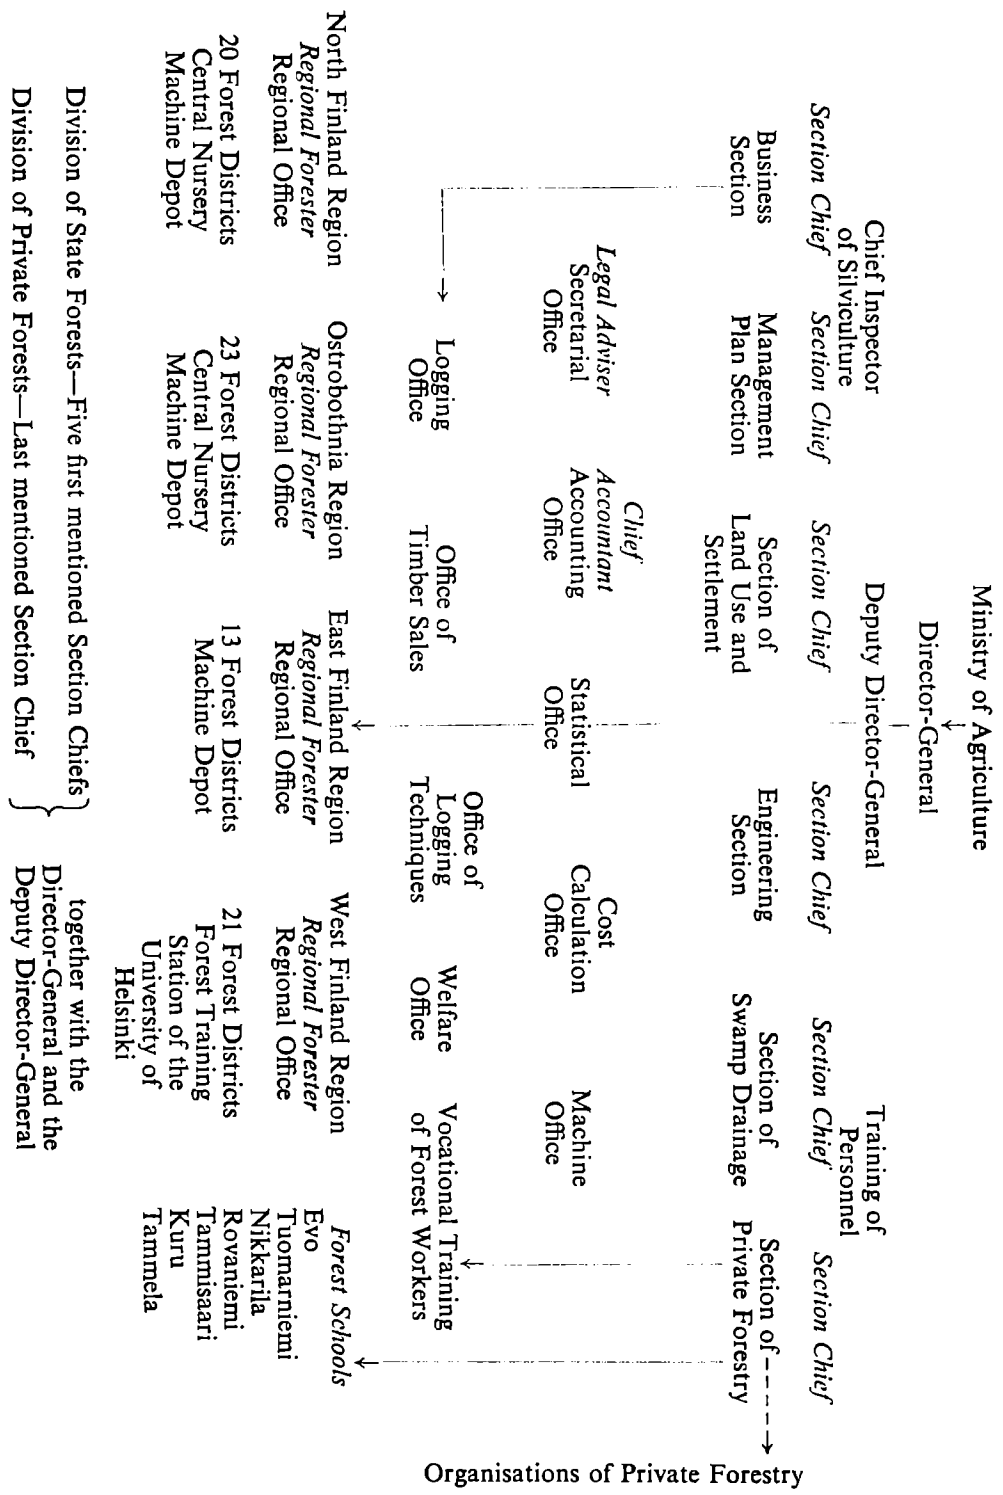 Ministry of Agriculture
Director-General
Chief Inspector
of Silviculture
Deputy Director-General
Training of
Personnel
Section Chief
Section Chief
Section Chief
Section Chief
Section Chief
Section Chief
Business
Section
Management
Plan Section
Section of
Land Use and
Settlement
Engineering
Section
Section of
Swamp Drainage
Section of
Private Forestry
Organisations of Private Forestry
Legal Adviser
Secretarial
Office
Chief
Accountant
Accounting
Office
Statistical
Office
Cost
Calculation
Office
Machine
Office
Logging
Office
Office of
Timber Sales
Office of
Logging
Techniques
Welfare
Office
Vocational Training
of Forest Workers
North Finland Region
Regional Forester
Regional Office
20 Forest Districts
Central Nursery
Machine Depot
Ostrobothnia Region
Regional Forester
Regional Office
23 Forest Districts
Central Nursery
Machine Depot
East Finland Region
Regional Forester
Regional Office
13 Forest Districts
Machine Depot
West Finland Region
Regional Forester
Regional Office
21 Forest Districts
Forest Training
Station of the
University of
Helsinki
Forest Schools
Evo
Tuomarniemi
Nikkarila
Rovaniemi
Tammisaari
Kuru
Tammela
Division of State Forests—Five first mentioned Section Chiefs
Division of Private Forests—Last mentioned Section Chief
together with the
Director-General and the
Deputy Director-General